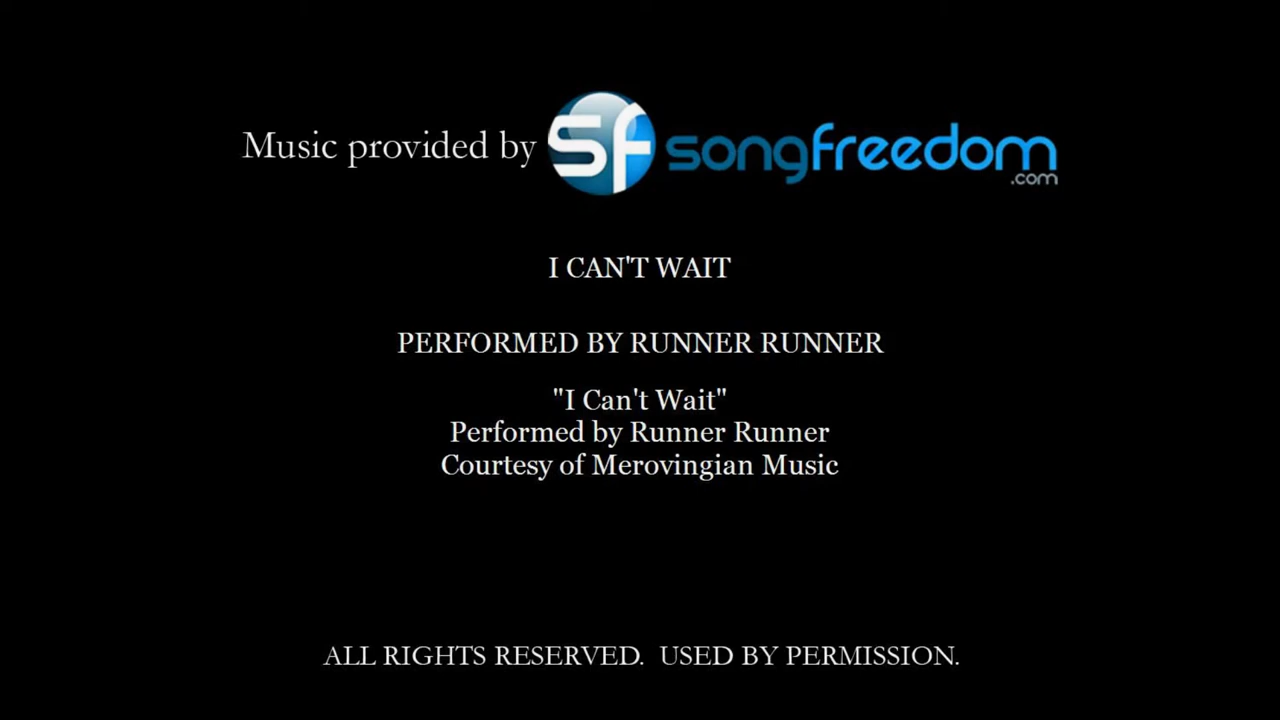 Music provided by SF songfreedom
.com
I CAN'T WAIT
PERFORMED BY RUNNER RUNNER
"I Can't Wait"
Performed by Runner Runner
Courtesy of Merovingian Music
ALL RIGHTS RESERVED.  USED BY PERMISSION.